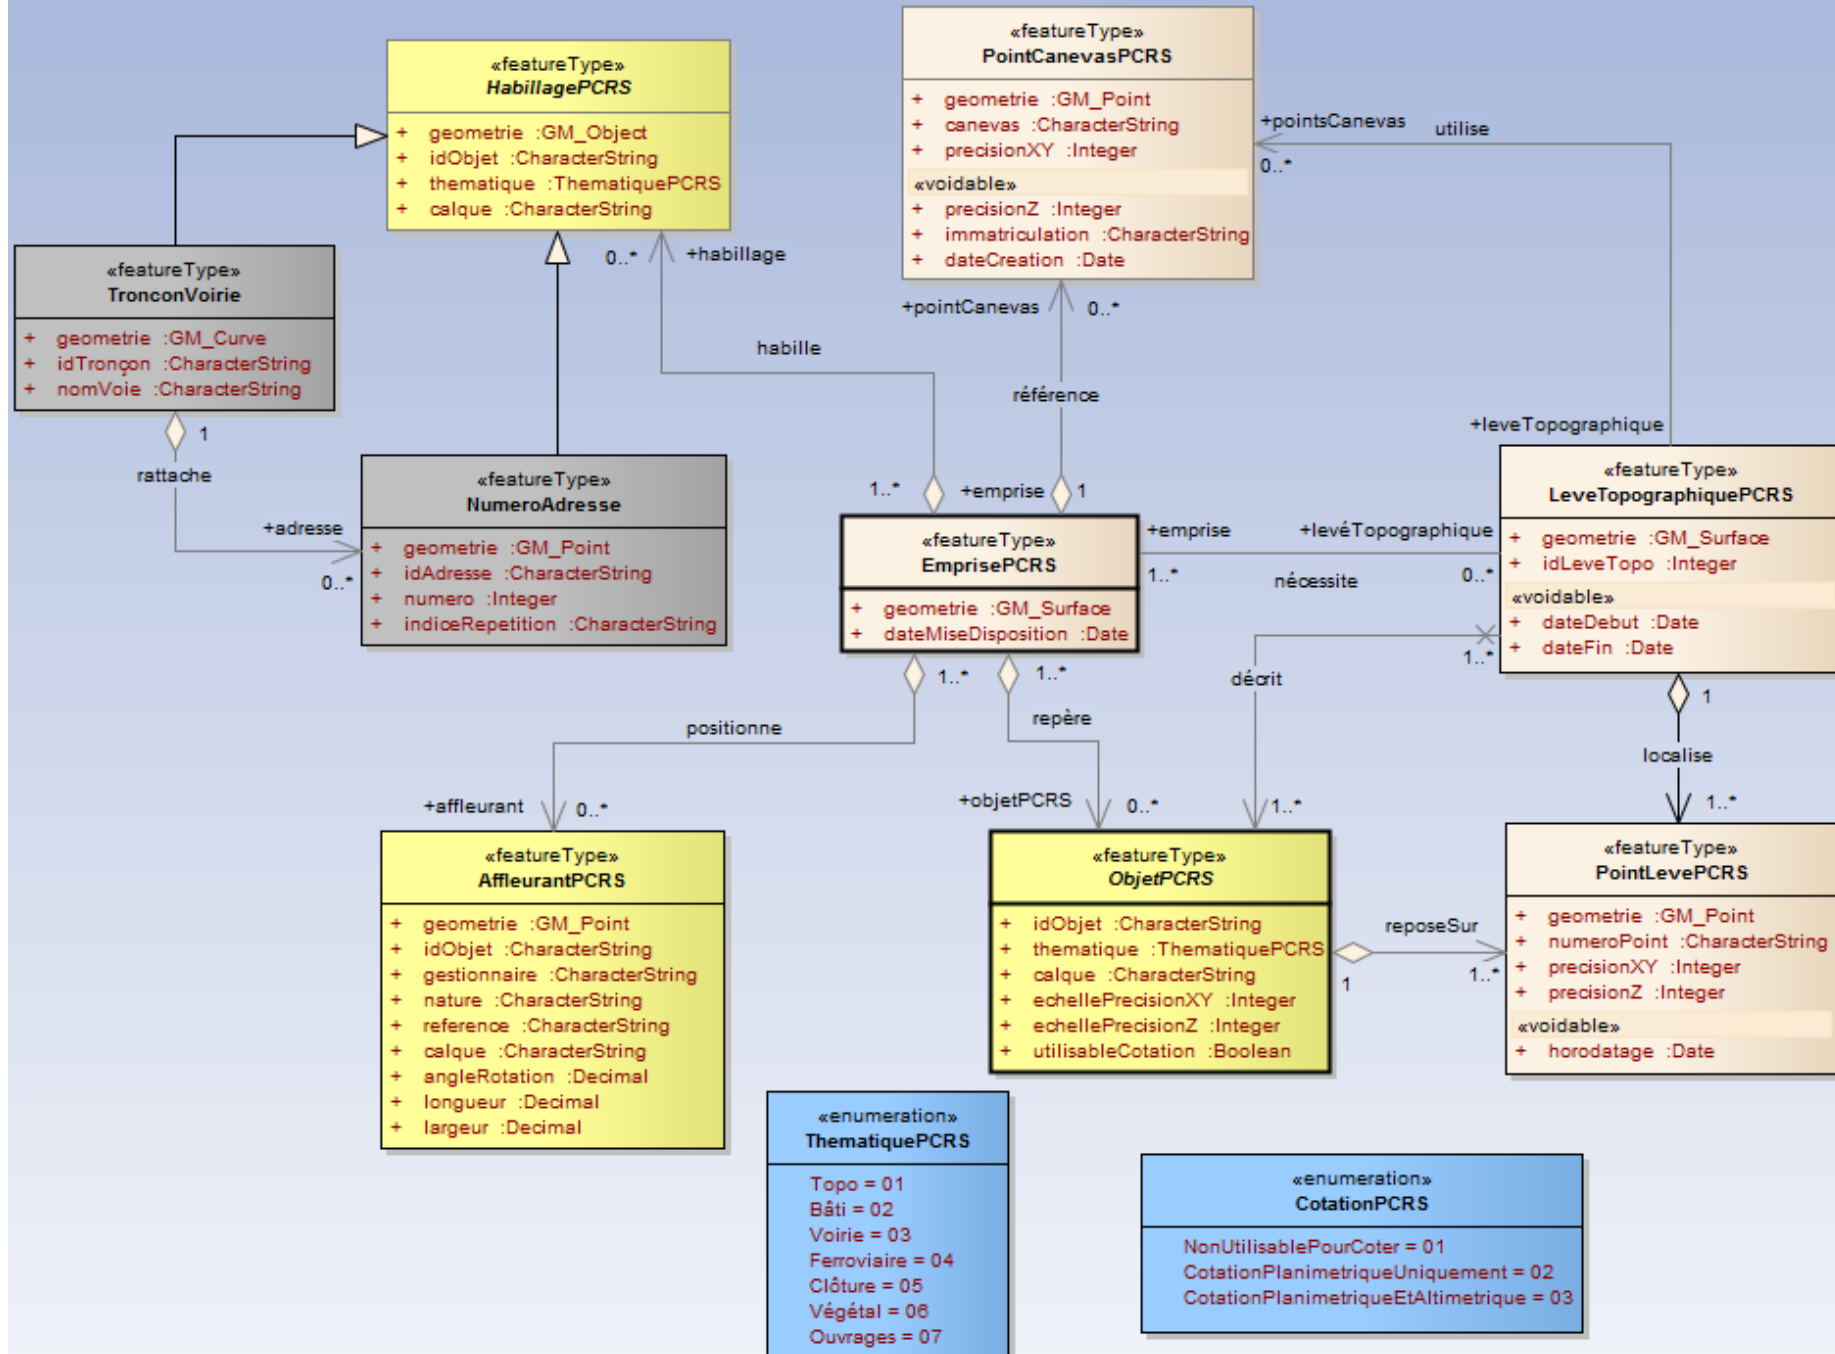 «featureType»
HabillagePCRS
+ geometrie :GM_Object
+ idObjet :CharacterString
+ thematique :ThematiquePCRS
+ calque :CharacterString
«featureType»
PointCanevasPCRS
+ geometrie :GM_Point
+ canevas :CharacterString
+ precisionXY :Integer
«voidable»
+ precisionZ :Integer
+ immatriculation :CharacterString
+ dateCreation :Date
+pointsCanevas
utilise
0..*
0..*
+habillage
«featureType»
TronconVoirie
+ geometrie :GM_Curve
+ idTronçon :CharacterString
+ nomVoie :CharacterString
+pointCanevas
0..*
habille
référence
1
rattache
+adresse
0..*
«featureType»
NumeroAdresse
+ geometrie :GM_Point
+ idAdresse :CharacterString
+ numero :Integer
+ indiceRepetition :CharacterString
1..*
+emprise
1
«featureType»
EmprisePCRS
+ geometrie :GM_Surface
+ dateMiseDisposition :Date
+emprise
1..*
nécessite
+levéTopographique
0..*
+leveTopographique
«featureType»
LeveTopographiquePCRS
+ geometrie :GM_Surface
+ idLeveTopo :Integer
«voidable»
+ dateDebut :Date
+ dateFin :Date
1..*
1..*
1..*
décrit
1
positionne
repère
localise
+affleurant
0..*
+objetPCRS
0..*
1..*
1..*
«featureType»
AffleurantPCRS
+ geometrie :GM_Point
+ idObjet :CharacterString
+ gestionnaire :CharacterString
+ nature :CharacterString
+ reference :CharacterString
+ calque :CharacterString
+ angleRotation :Decimal
+ longueur :Decimal
+ largeur :Decimal
«featureType»
ObjetPCRS
+ idObjet :CharacterString
+ thematique :ThematiquePCRS
+ calque :CharacterString
+ echellePrecisionXY :Integer
+ echellePrecisionZ :Integer
+ utilisableCotation :Boolean
reposeSur
1
1..*
«featureType»
PointLevePCRS
+ geometrie :GM_Point
+ numeroPoint :CharacterString
+ precisionXY :Integer
+ precisionZ :Integer
«voidable»
+ horodatage :Date
«enumeration»
ThematiquePCRS
Topo = 01
Bâti = 02
Voirie = 03
Ferroviaire = 04
Clôture = 05
Végétal = 06
Ouvrages = 07
«enumeration»
CotationPCRS
NonUtilisablePourCoter = 01
CotationPlanimetriqueUniquement = 02
CotationPlanimetriqueEtAltimetrique = 03